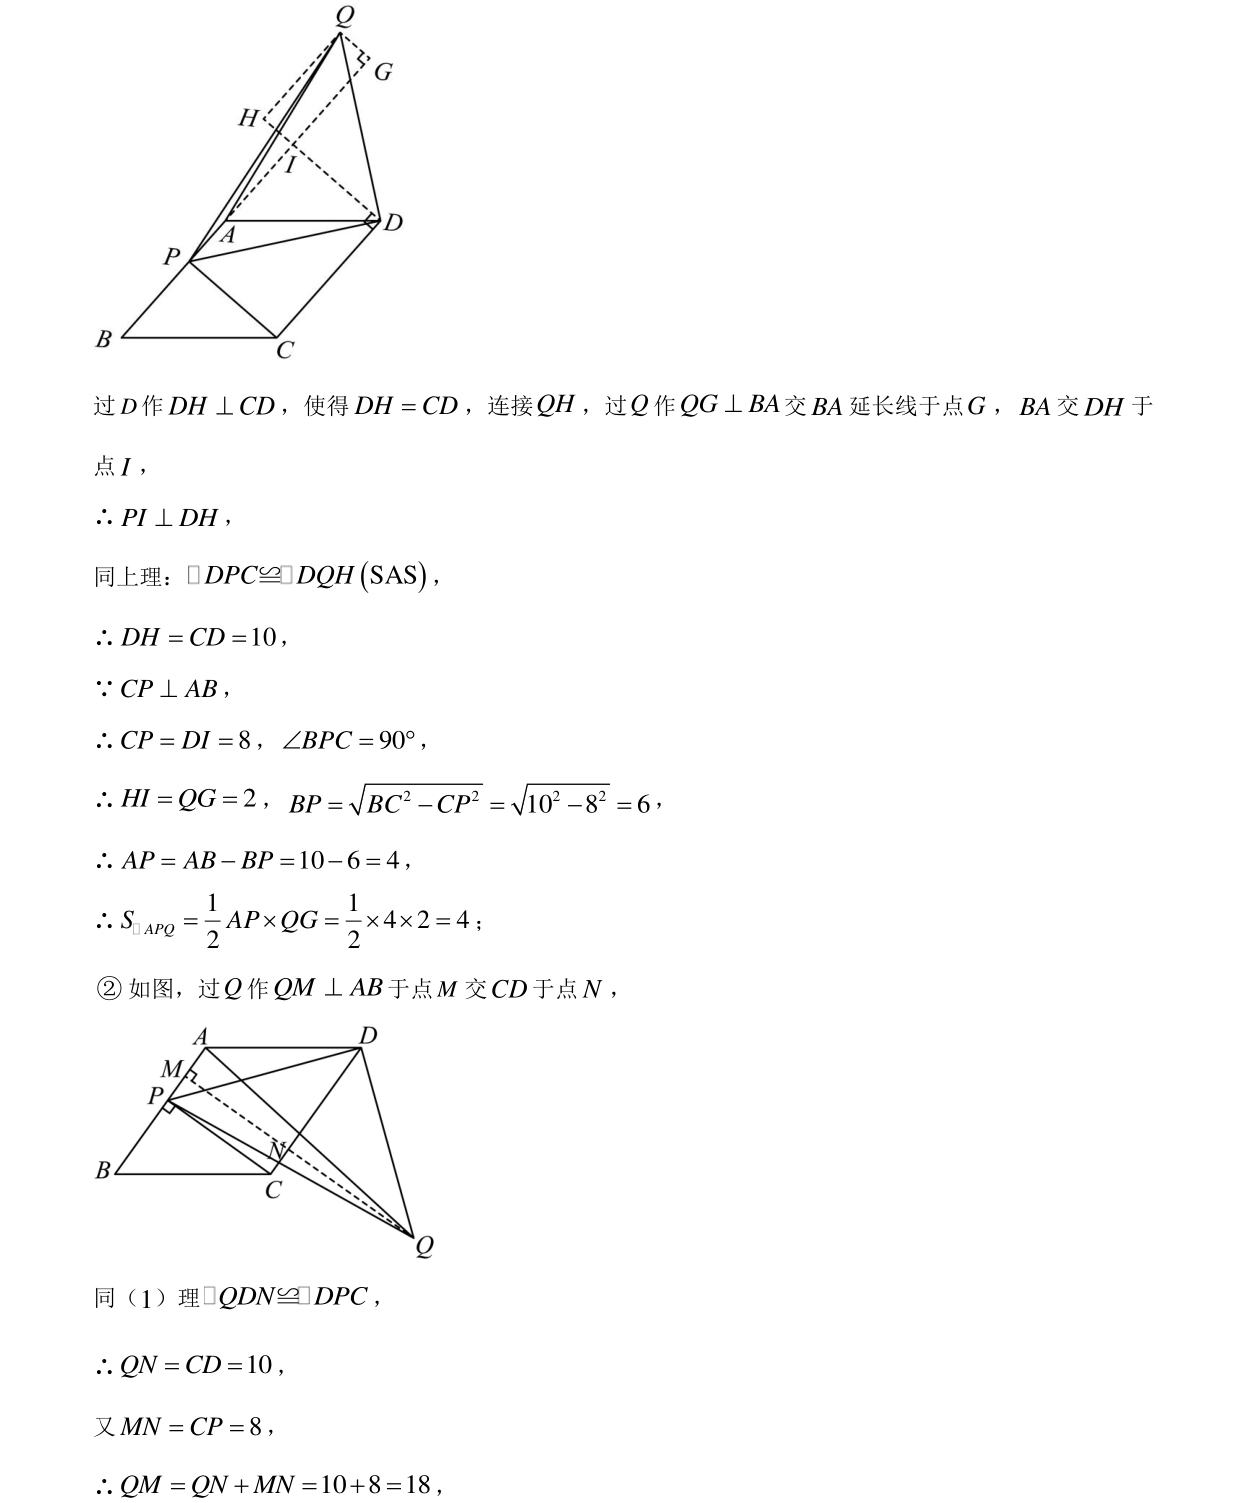 Q
G
H
I
A
D
P
B
C
过D作DH⊥CD，使得DH=CD，连接QH，过Q作QG⊥BA交BA延长线于点G，BA交DH于
点I，
∴PI⊥DH，
同上理：□DPC≌□DQH(SAS)，
∴DH=CD=10，
∵CP⊥AB，
∴CP=DI=8，∠BPC=90°，
∴HI=QG=2，BP=√(BC²−CP²)=√(10²−8²)=6，
∴AP=AB−BP=10−6=4，
∴S□APQ=1/2AP×QG=1/2×4×2=4；
②如图，过Q作QM⊥AB于点M交CD于点N，
A
D
M
P
N
B
C
Q
同（1）理□QDN≌□DPC，
∴QN=CD=10，
又MN=CP=8，
∴QM=QN+MN=10+8=18，